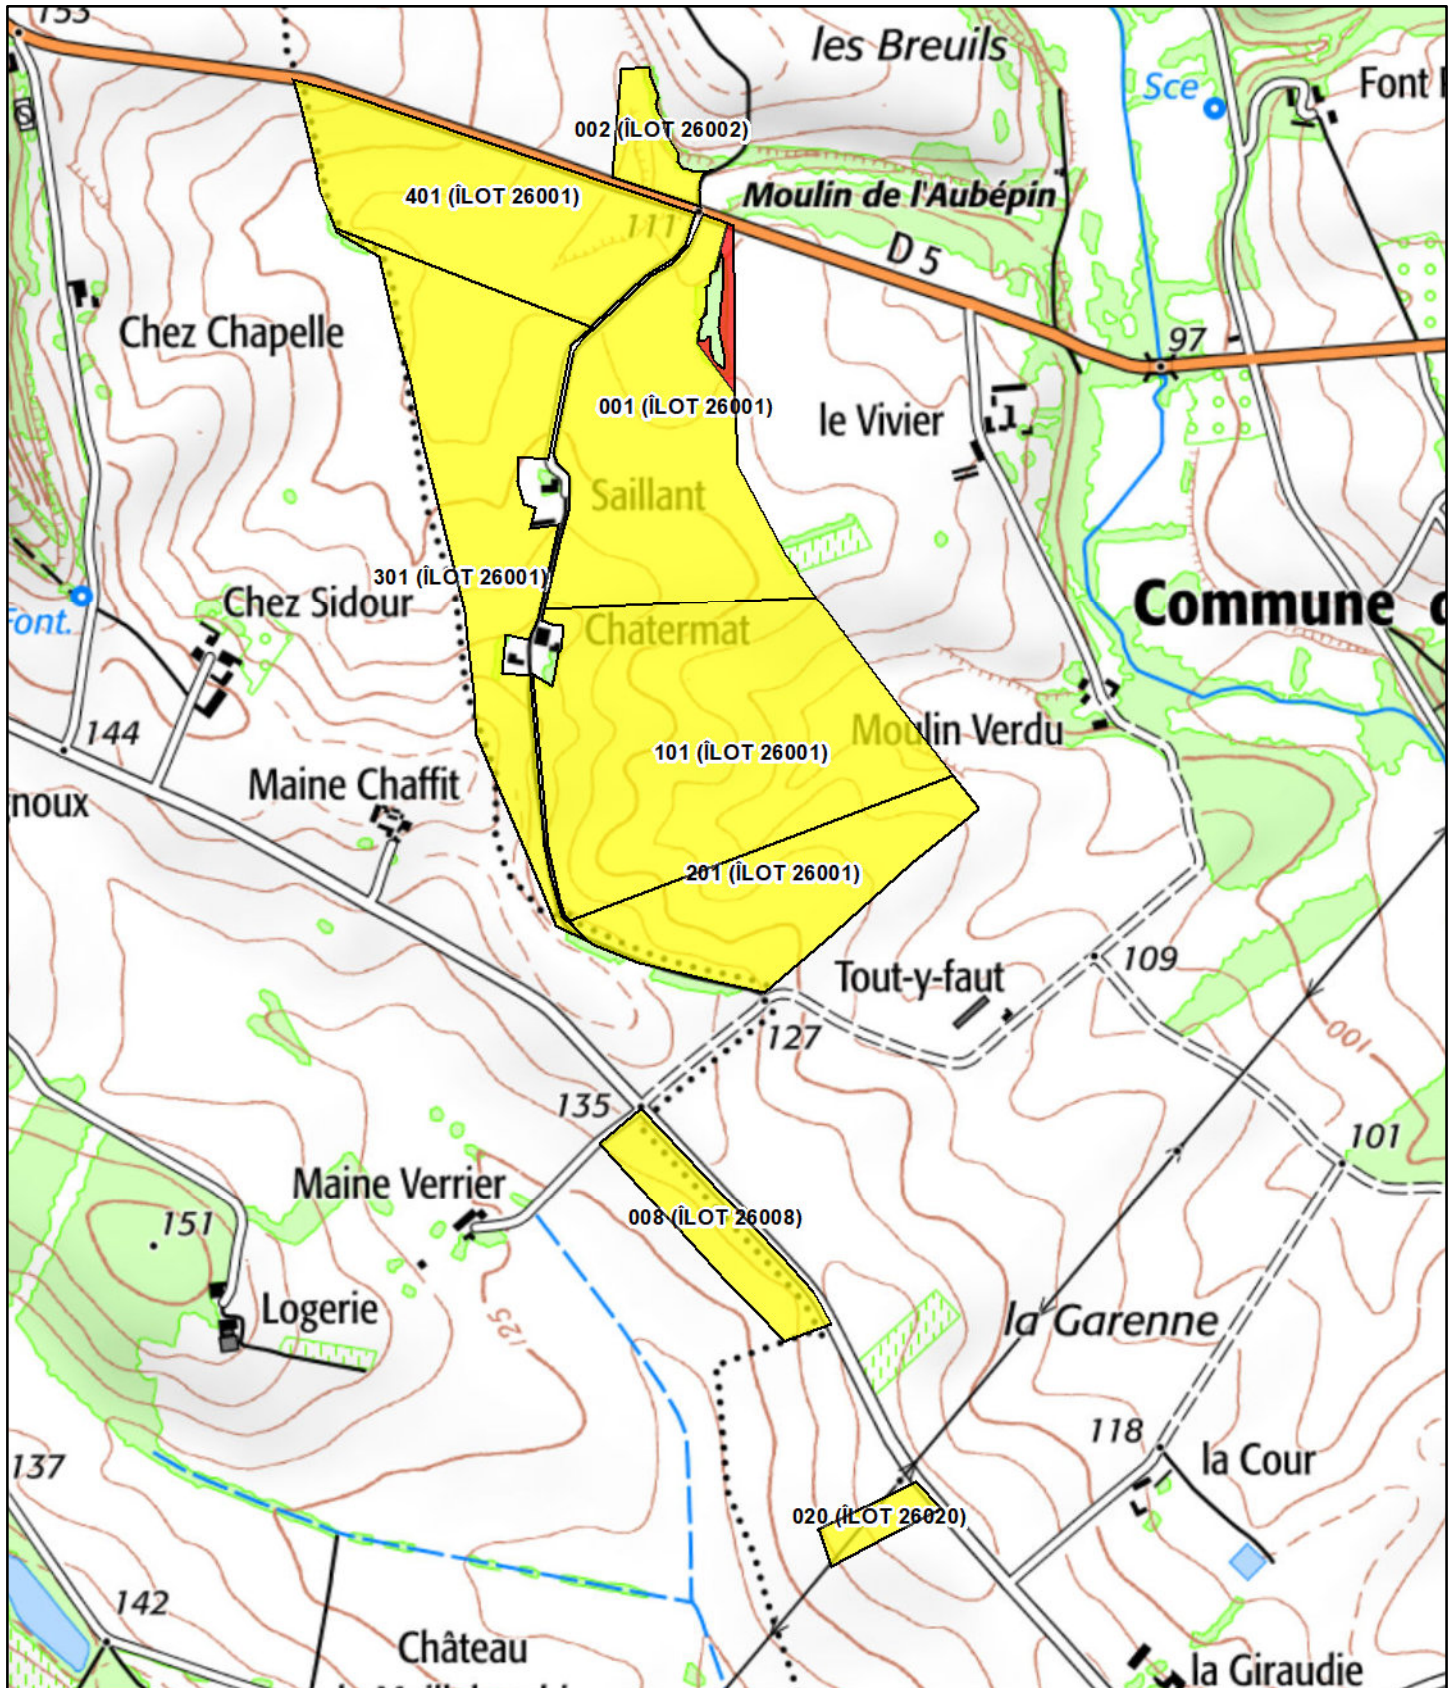 153
les Breuils
Sce
Font
S
002 (ÎLOT 26002)
401 (ÎLOT 26001)
Moulin de l'Aubépin
111
D 5
Chez Chapelle
97
001 (ÎLOT 26001)
le Vivier
Saillant
301 (ÎLOT 26001)
Chez Sidour
Font.
Chatermat
Commune
144
101 (ÎLOT 26001)
Moulin Verdu
Maine Chaffit
noux
201 (ÎLOT 26001)
Tout-y-faut
109
127
100
135
101
Maine Verrier
008 (ÎLOT 26008)
151
Logerie
125
la Garenne
118
la Cour
137
020 (ÎLOT 26020)
142
Château
la Giraudie